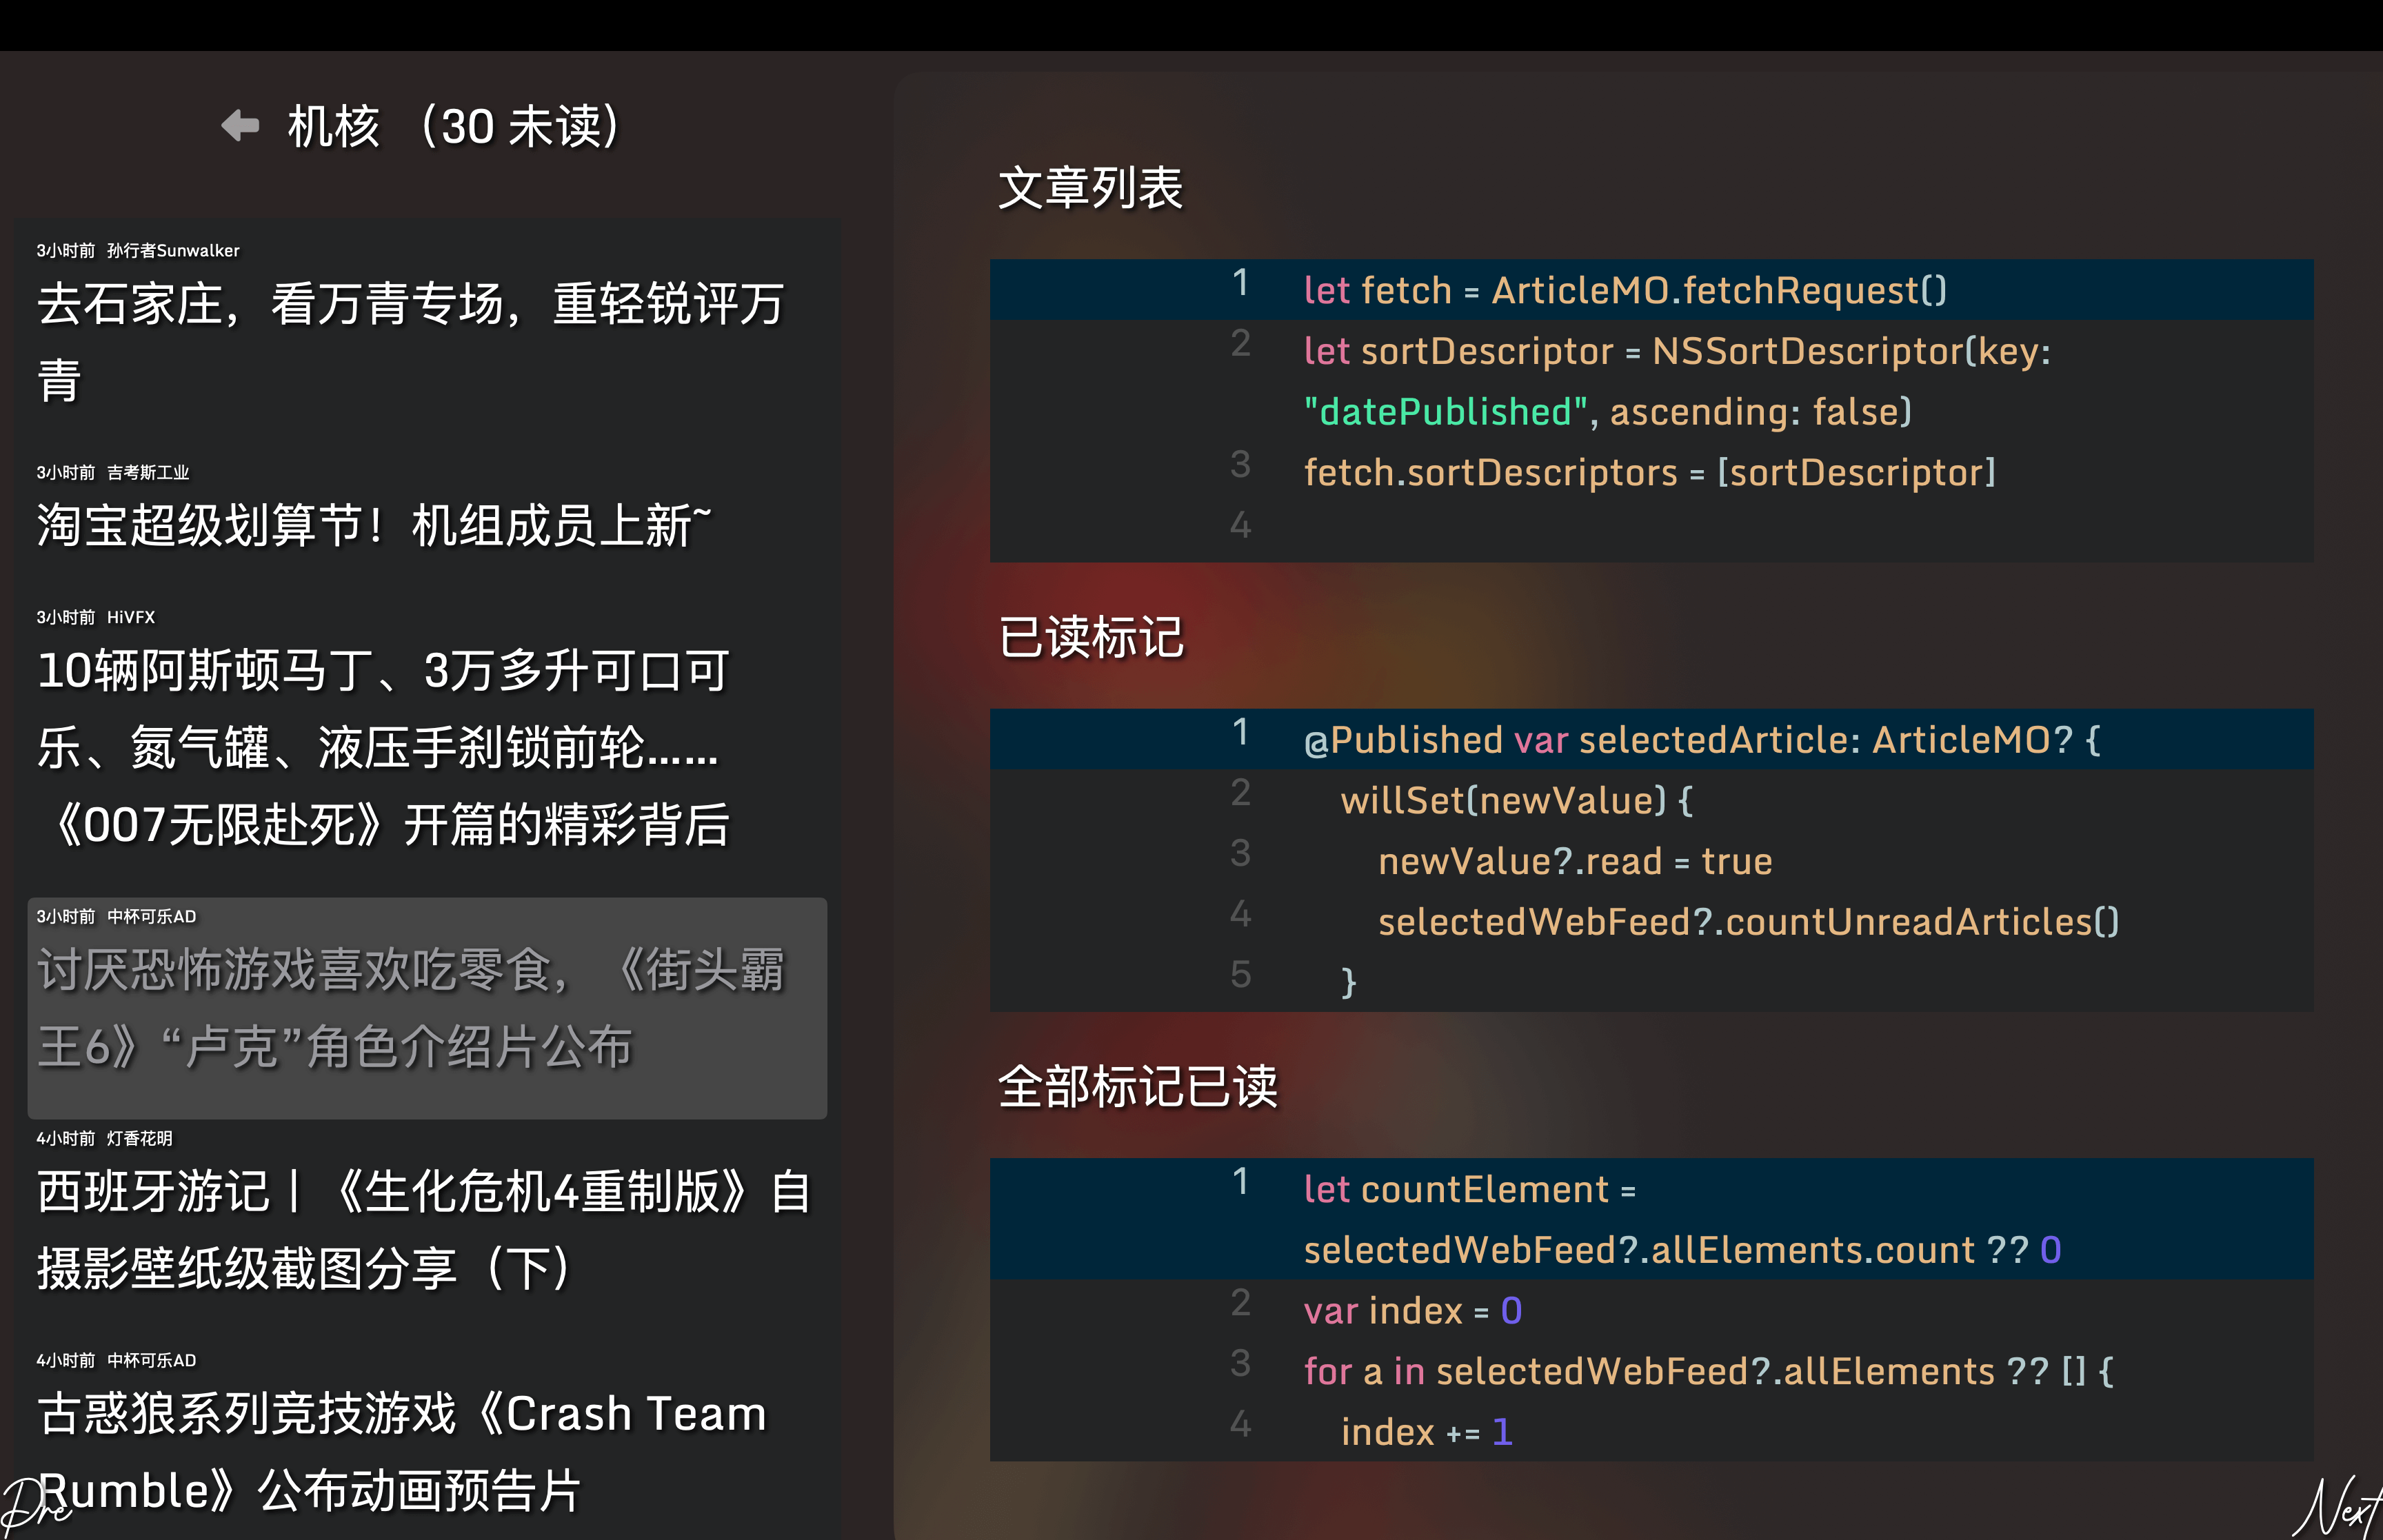 机核 （30 未读）
3小时前 孙行者Sunwalker
去石家庄，看万青专场，重轻锐评万
青
3小时前 吉考斯工业
淘宝超级划算节！机组成员上新~
3小时前 HiVFX
10辆阿斯顿马丁、3万多升可口可
乐、氮气罐、液压手刹锁前轮……
《007无限赴死》开篇的精彩背后
3小时前 中杯可乐AD
讨厌恐怖游戏喜欢吃零食，《街头霸
王6》“卢克”角色介绍片公布
4小时前 灯香花明
西班牙游记丨《生化危机4重制版》自
摄影壁纸级截图分享（下）
4小时前 中杯可乐AD
古惑狼系列竞技游戏《Crash Team
Rumble》公布动画预告片
Pre
文章列表
1 let fetch = ArticleMO.fetchRequest()
2 let sortDescriptor = NSSortDescriptor(key:
"datePublished", ascending: false)
3 fetch.sortDescriptors = [sortDescriptor]
4
已读标记
1 @Published var selectedArticle: ArticleMO? {
2 willSet(newValue) {
3 newValue?.read = true
4 selectedWebFeed?.countUnreadArticles()
5 }
全部标记已读
1 let countElement =
selectedWebFeed?.allElements.count ?? 0
2 var index = 0
3 for a in selectedWebFeed?.allElements ?? [] {
4 index += 1
Next